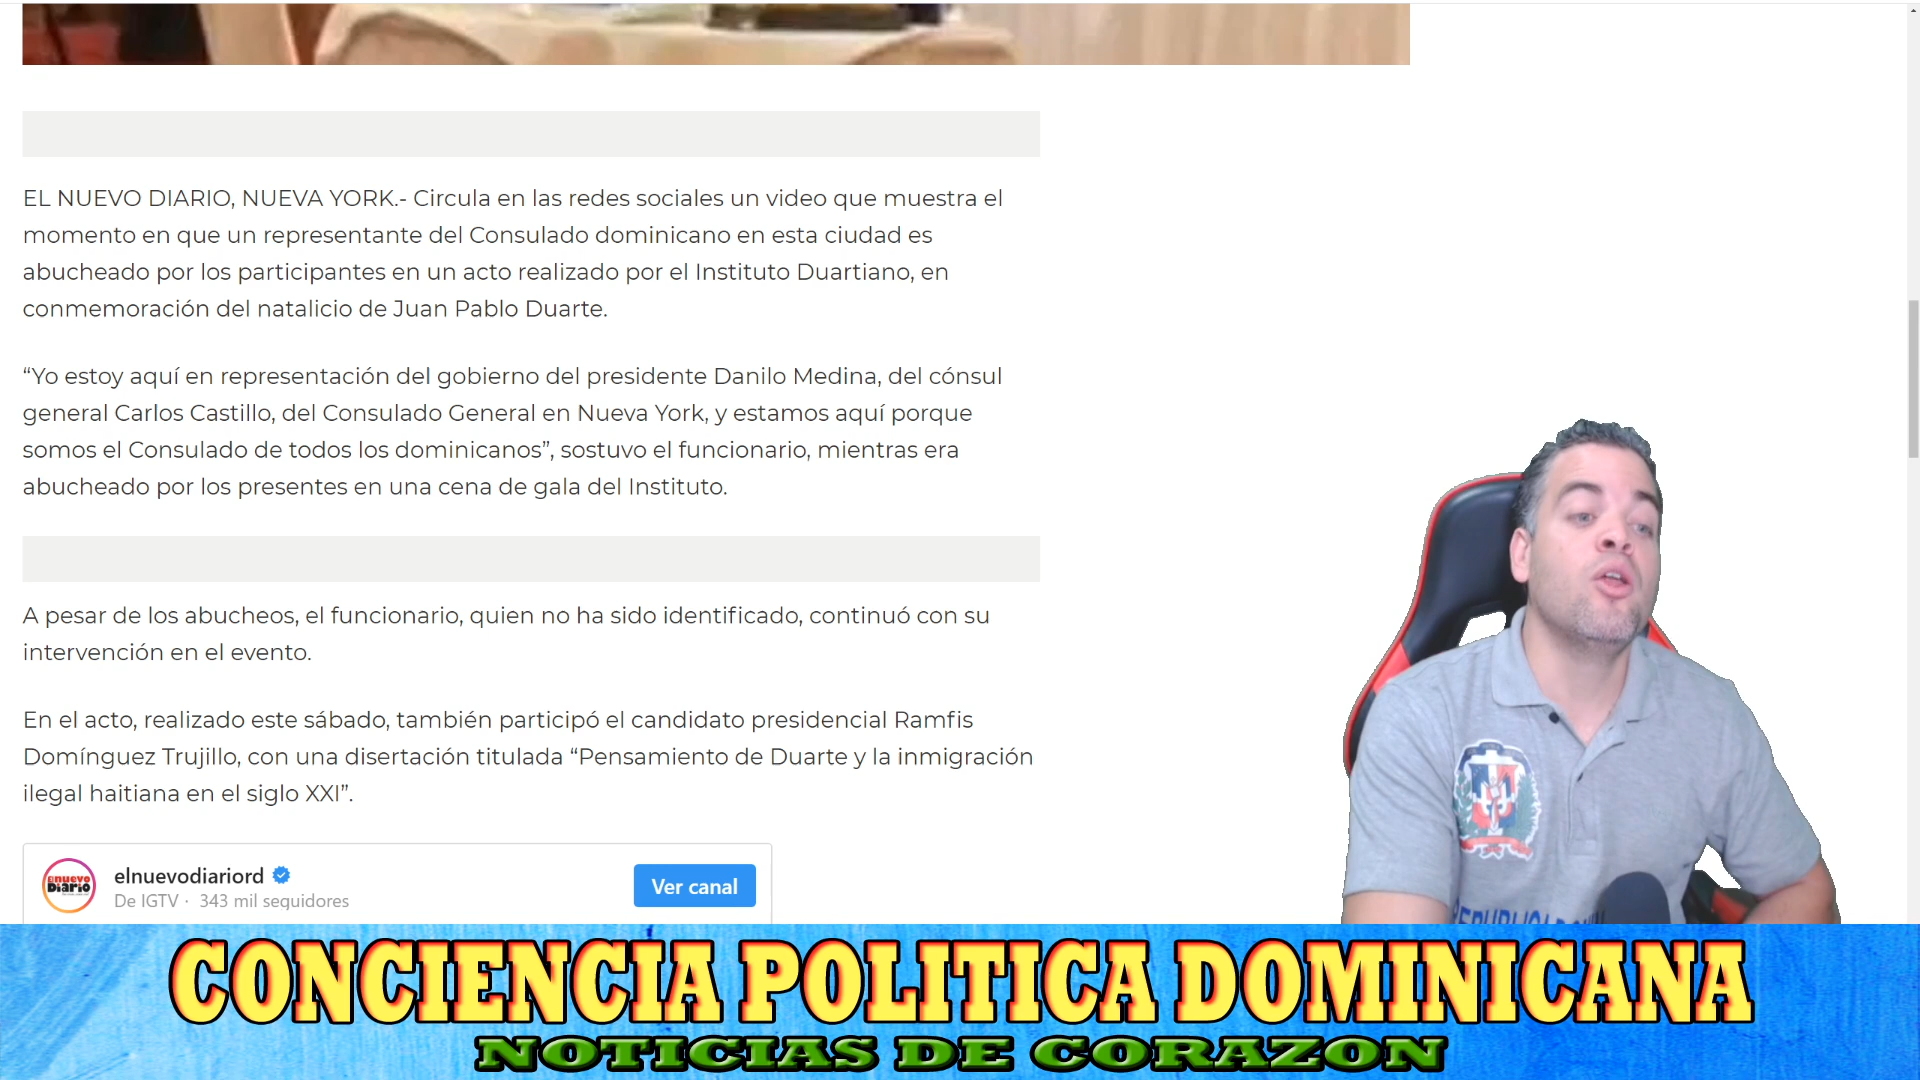 EL NUEVO DIARIO, NUEVA YORK.- Circula en las redes sociales un video que muestra el
momento en que un representante del Consulado dominicano en esta ciudad es
abucheado por los participantes en un acto realizado por el Instituto Duartiano, en
conmemoración del natalicio de Juan Pablo Duarte.
“Yo estoy aquí en representación del gobierno del presidente Danilo Medina, del cónsul
general Carlos Castillo, del Consulado General en Nueva York, y estamos aquí porque
somos el Consulado de todos los dominicanos”, sostuvo el funcionario, mientras era
abucheado por los presentes en una cena de gala del Instituto.
A pesar de los abucheos, el funcionario, quien no ha sido identificado, continuó con su
intervención en el evento.
En el acto, realizado este sábado, también participó el candidato presidencial Ramfis
Domínguez Trujillo, con una disertación titulada “Pensamiento de Duarte y la inmigración
ilegal haitiana en el siglo XXI”.
elnuevodiariord
De IGTV · 343 mil seguidores
Ver canal
el nuevo
Diario
CONCIENCIA POLITICA DOMINICANA
NOTICIAS DE CORAZON